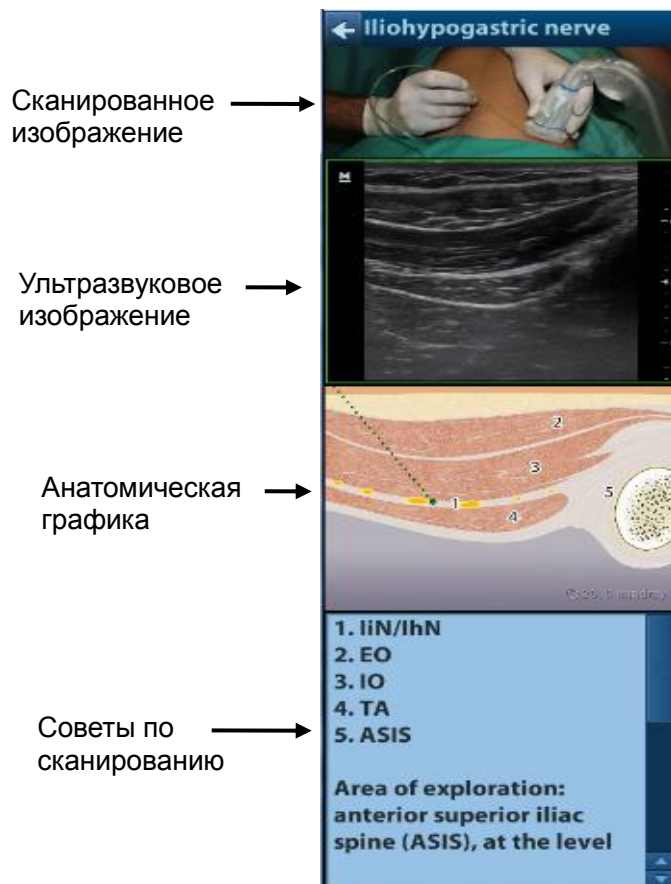 Iliohypogastric nerve
Сканированное
изображение
M
Ультразвуковое
изображение
2
3
1
4
5
Анатомическая
графика
1. IiN/IhN
2. EO
3. IO
4. TA
5. ASIS
Советы по
сканированию
Area of exploration:
anterior superior iliac
spine (ASIS), at the level